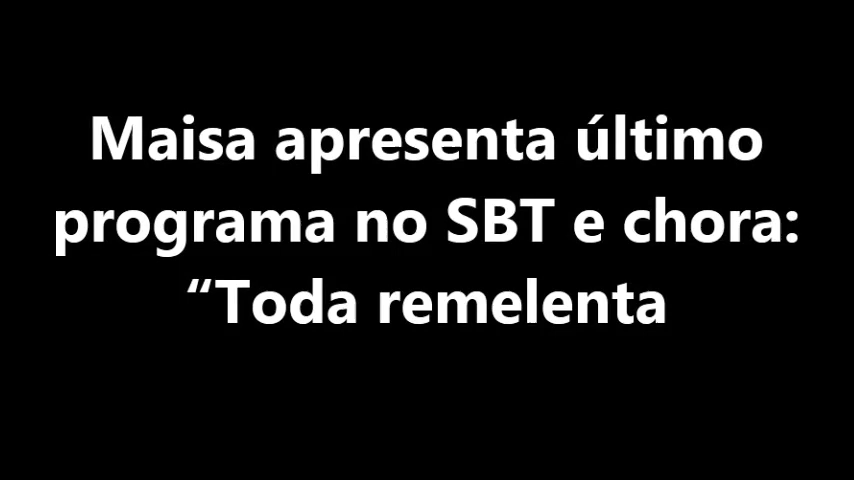 Maisa apresenta último
programa no SBT e chora:
“Toda remelenta